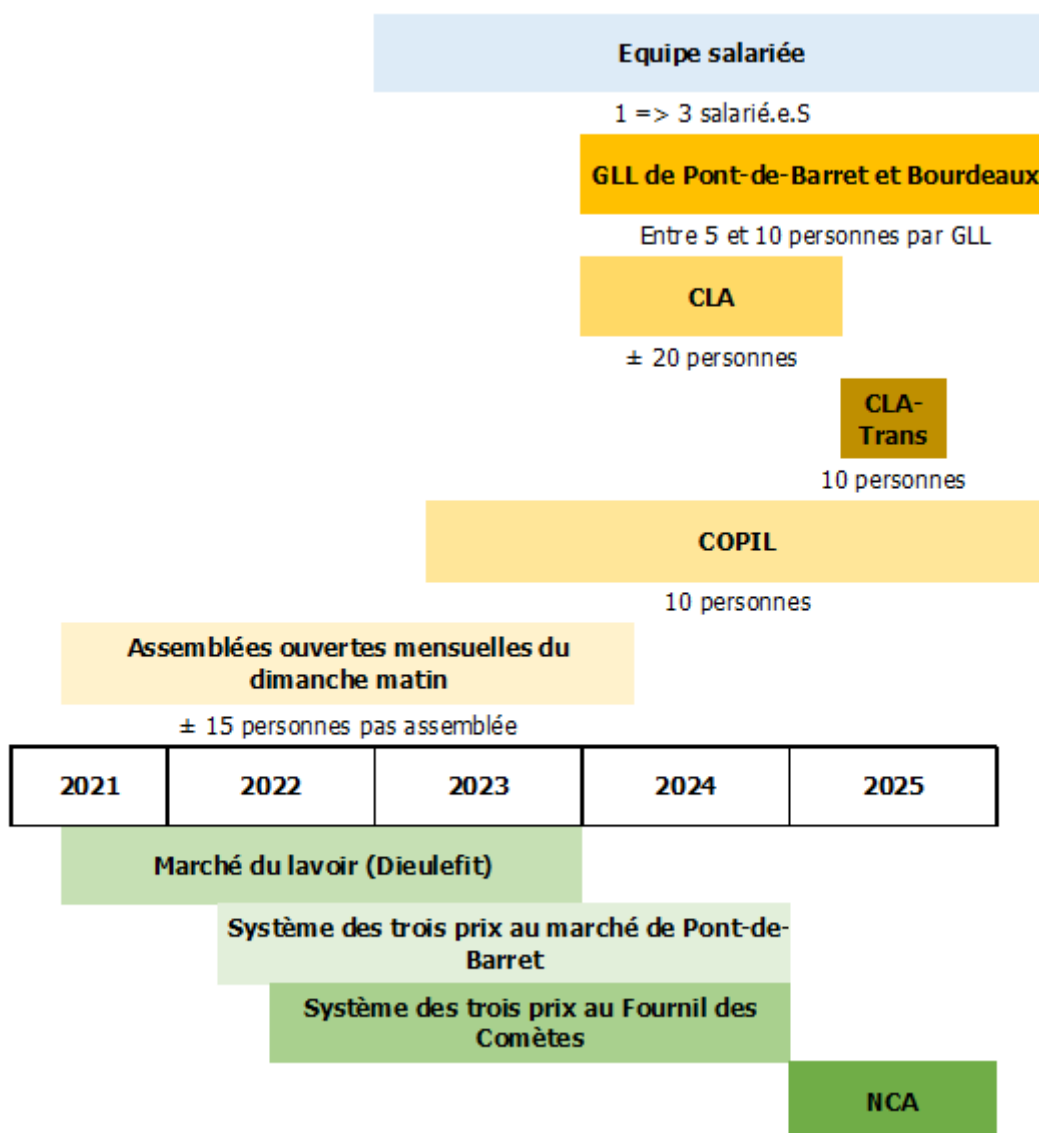 Equipe salariée
1 => 3 salarié.e.S
GLL de Pont-de-Barret et Bourdeaux
Entre 5 et 10 personnes par GLL
CLA
± 20 personnes
CLA-
Trans
10 personnes
COPIL
10 personnes
Assemblées ouvertes mensuelles du
dimanche matin
± 15 personnes pas assemblée
2021 2022 2023 2024 2025
Marché du lavoir (Dieulefit)
Système des trois prix au marché de Pont-de-
Barret
Système des trois prix au Fournil des
Comètes
NCA